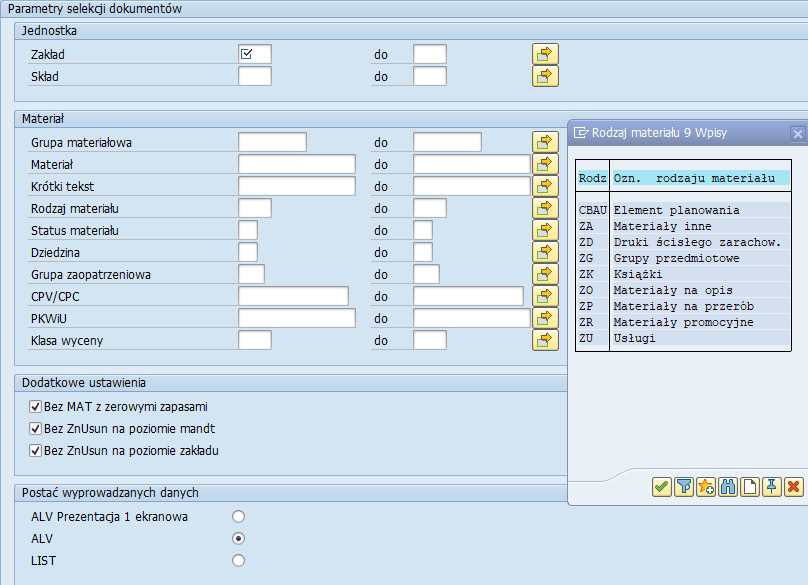 Parametry selekcji dokumentów
Jednostka
Zakład do
Skład do
Materiał
Grupa materiałowa do
Materiał do
Krótki tekst do
Rodzaj materiału do
Status materiału do
Dziedzina do
Grupa zaopatrzeniowa do
CPV/CPC do
PKWiU do
Klasa wyceny do
Dodatkowe ustawienia
Bez MAT z zerowymi zapasami
Bez ZnUsun na poziomie mandt
Bez ZnUsun na poziomie zakładu
Postać wyprowadzanych danych
ALV Prezentacja 1 ekranowa
ALV
LIST
Rodzaj materiału 9 Wpisy
Rodz Ozn. rodzaju materiału
CBAU Element planowania
ZA Materiały inne
ZD Druki ścisłego zarachow.
ZG Grupy przedmiotowe
ZK Książki
ZO Materiały na opis
ZP Materiały na przerób
ZR Materiały promocyjne
ZU Usługi